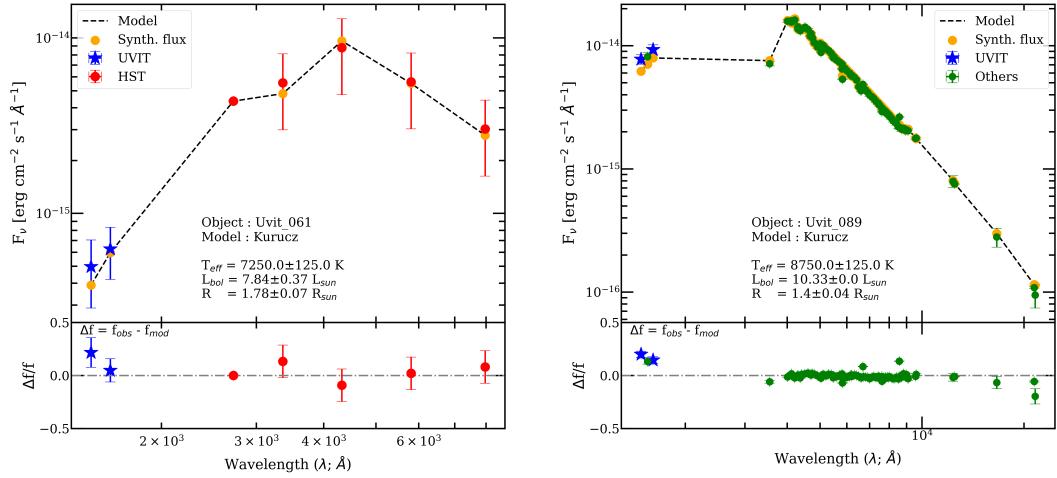 Model
Synth. flux
UVIT
HST
10⁻¹⁴
10⁻¹⁵
F_ν [erg cm⁻² s⁻¹ Å⁻¹]
Object : Uvit_061
Model : Kurucz
T_eff = 7250.0±125.0 K
L_bol = 7.84±0.37 L_sun
R = 1.78±0.07 R_sun
Δf = f_obs - f_mod
0.5
0.0
−0.5
Δf/f
2 × 10³
3 × 10³
4 × 10³
6 × 10³
Wavelength (λ; Å)
Model
Synth. flux
UVIT
Others
10⁻¹⁴
10⁻¹⁵
10⁻¹⁶
F_ν [erg cm⁻² s⁻¹ Å⁻¹]
Object : Uvit_089
Model : Kurucz
T_eff = 8750.0±125.0 K
L_bol = 10.33±0.0 L_sun
R = 1.4±0.04 R_sun
Δf = f_obs - f_mod
0.5
0.0
−0.5
Δf/f
10⁴
Wavelength (λ; Å)